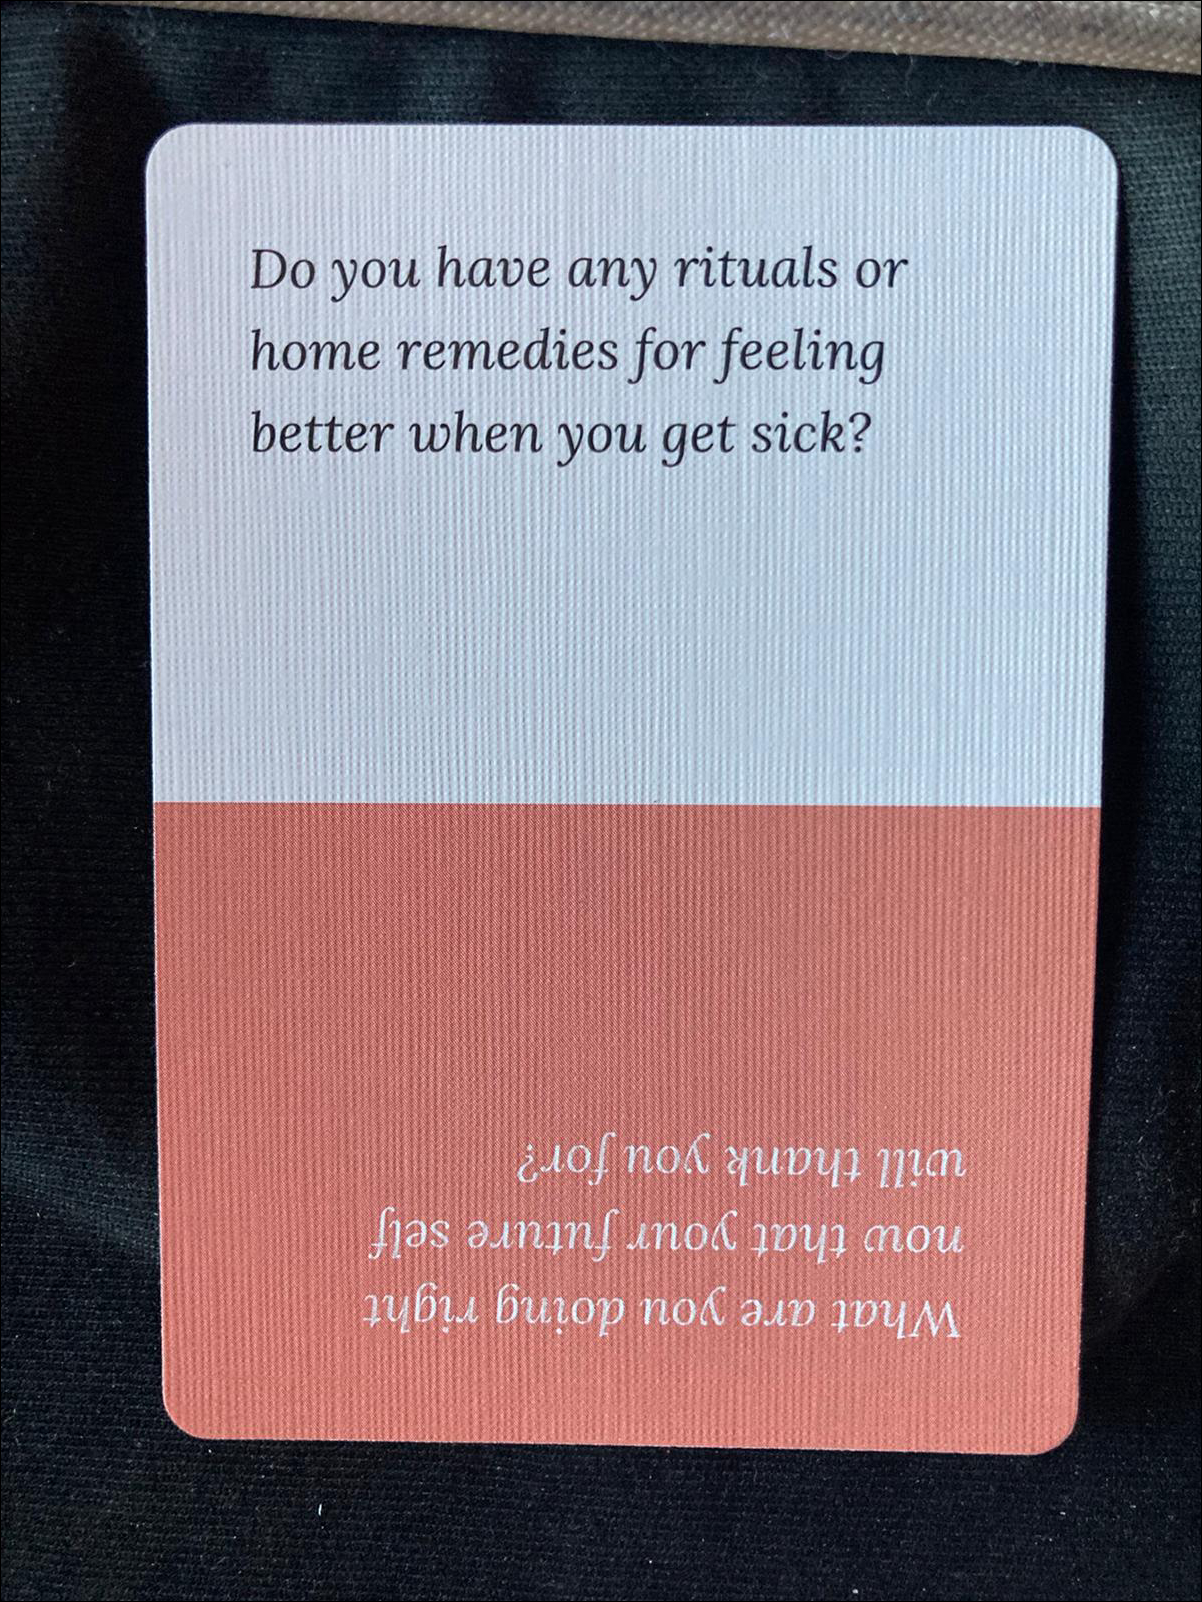 Do you have any rituals or
home remedies for feeling
better when you get sick?
What are you doing right
now that your future self
will thank you for?